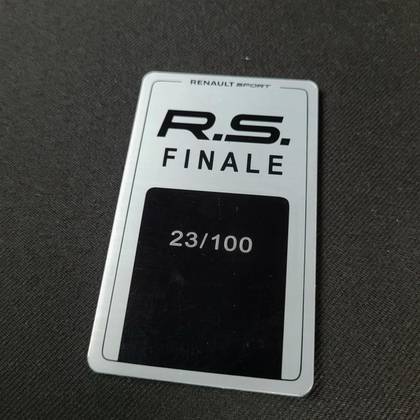 RENAULT SPORT
R.S.
FINALE
23/100